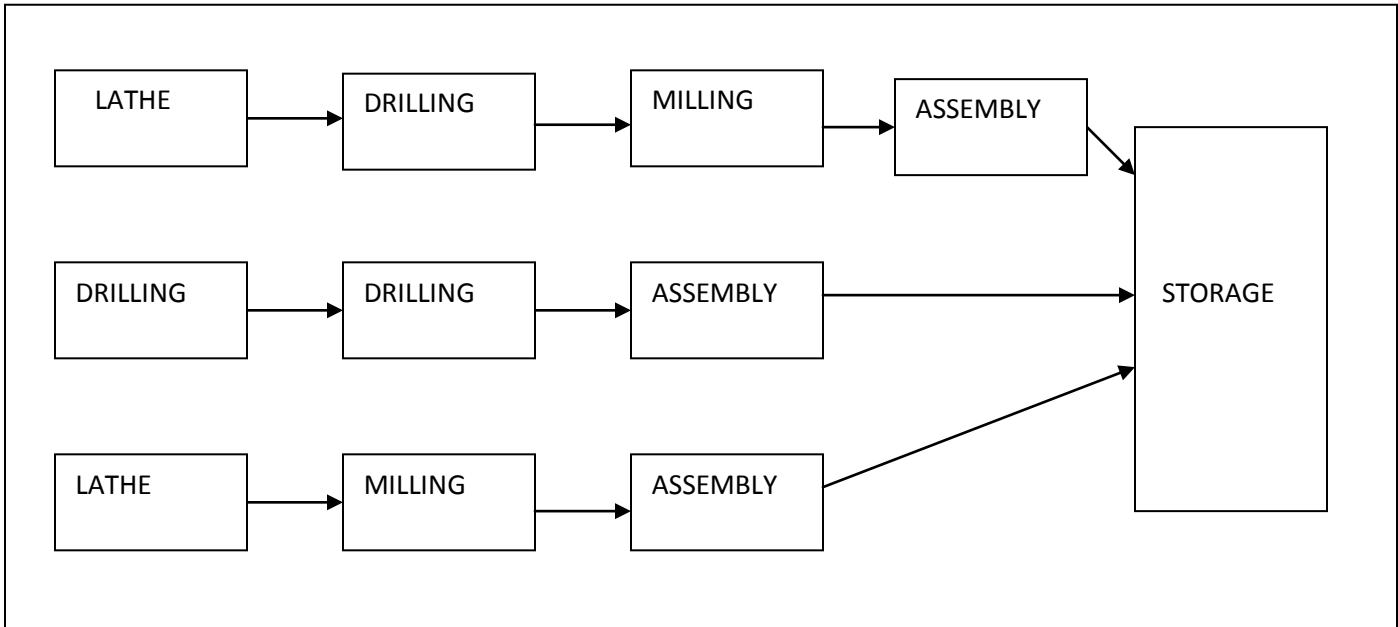 LATHE
DRILLING
MILLING
ASSEMBLY
DRILLING
DRILLING
ASSEMBLY
STORAGE
LATHE
MILLING
ASSEMBLY